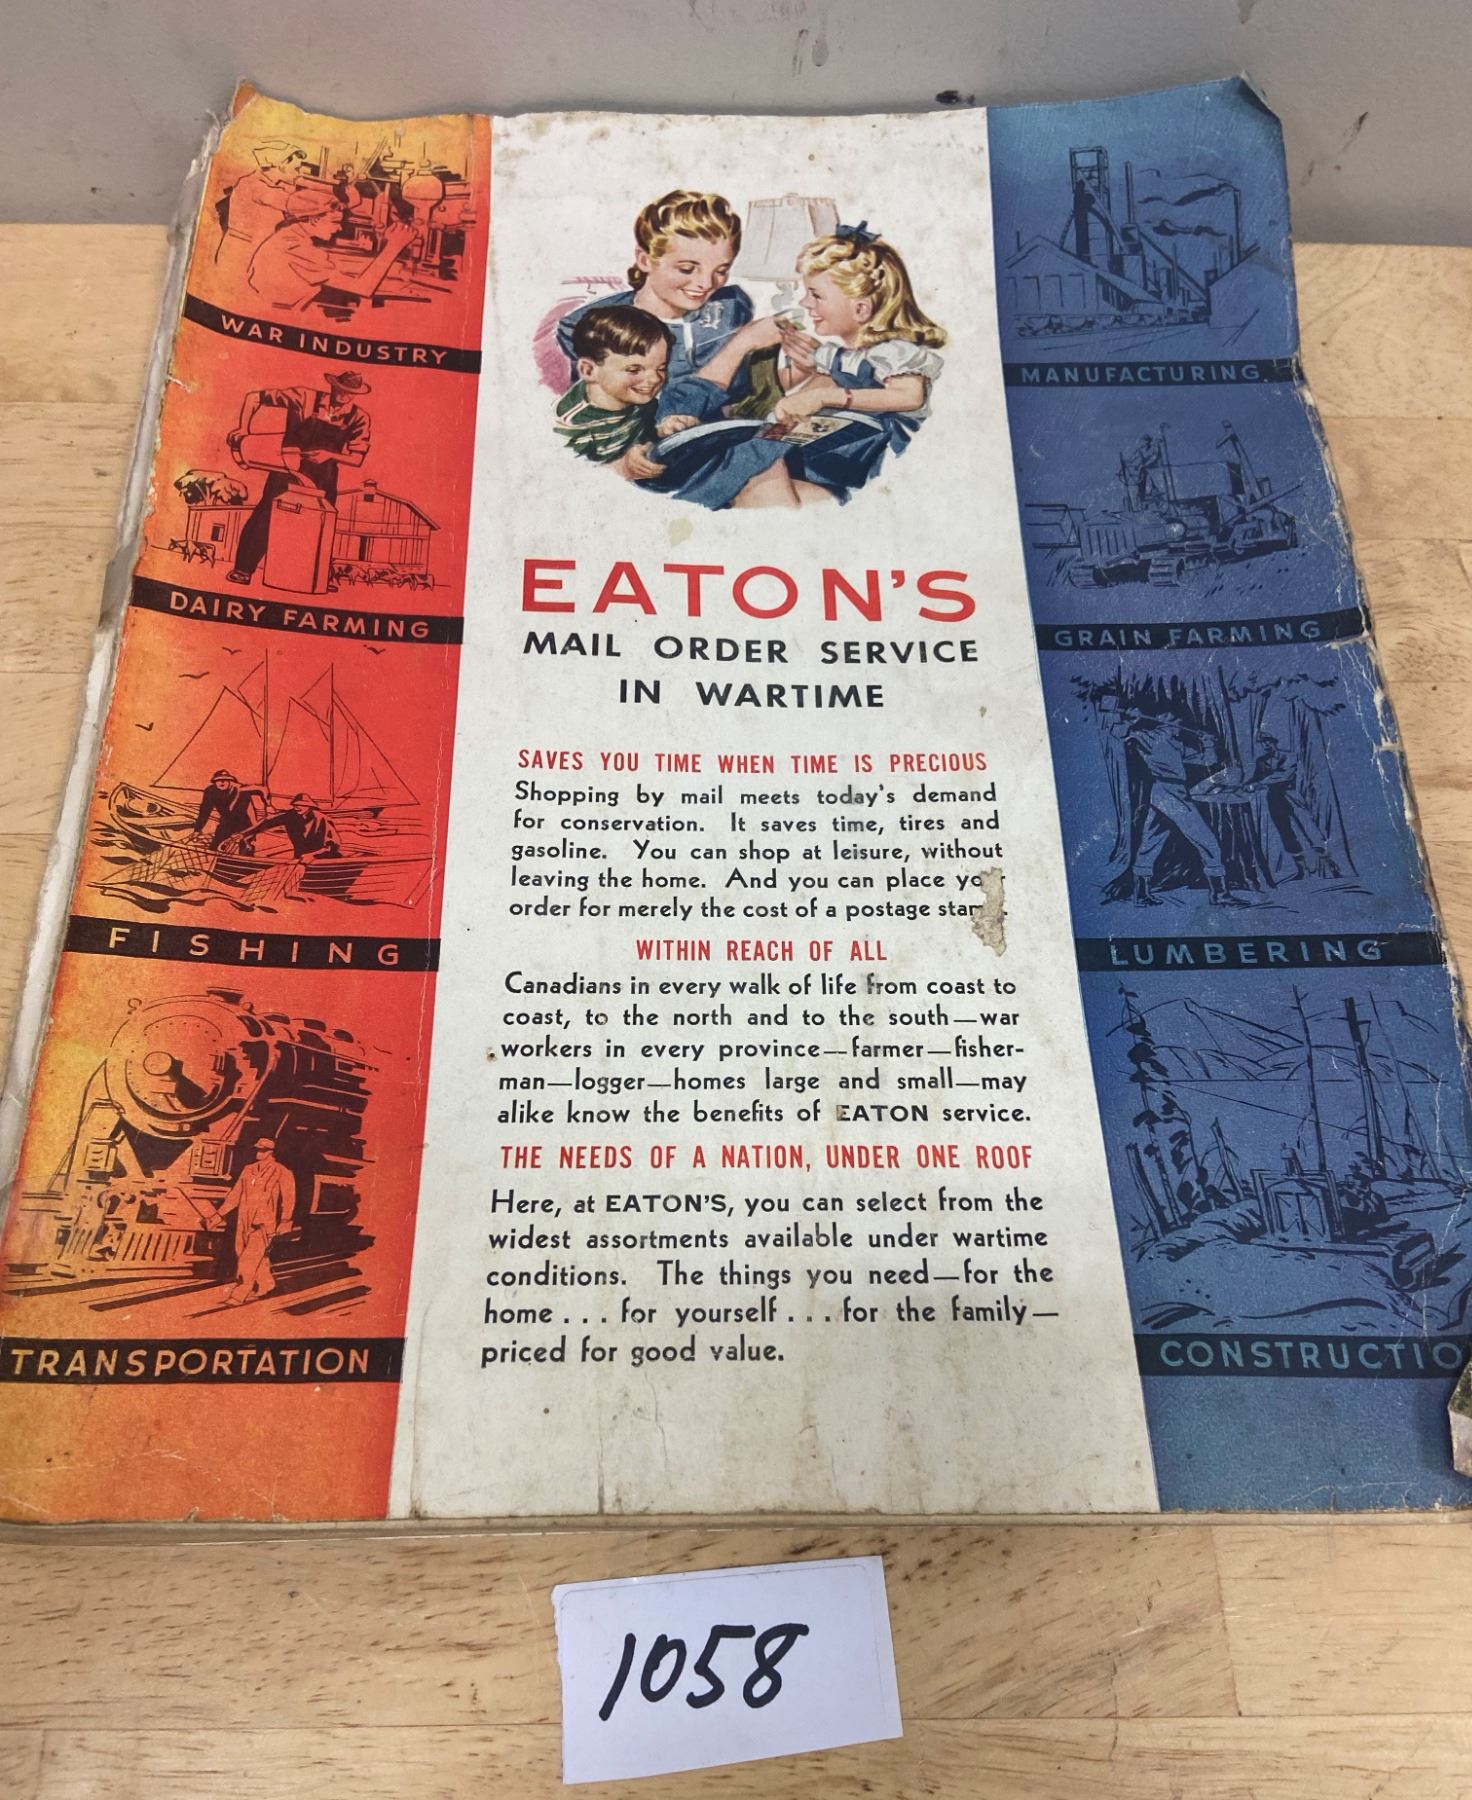 WAR INDUSTRY
DAIRY FARMING
FISHING
TRANSPORTATION
EATON'S
MAIL ORDER SERVICE
IN WARTIME
SAVES YOU TIME WHEN TIME IS PRECIOUS
Shopping by mail meets today's demand
for conservation. It saves time, tires and
gasoline. You can shop at leisure, without
leaving the home. And you can place
order for merely the cost of a postage
WITHIN REACH OF ALL
Canadians in every walk of life from coast to
coast, to the north and to the south—war
workers in every province—farmer—fisher-
man—logger—homes large and small—may
alike know the benefits of EATON service.
THE NEEDS OF A NATION, UNDER ONE ROOF
Here, at EATON'S, you can select from the
widest assortments available under wartime
conditions. The things you need—for the
home . . . for yourself . . . for the family—
priced for good value.
MANUFACTURING
GRAIN FARMING
LUMBERING
CONSTRUCTIO
1058